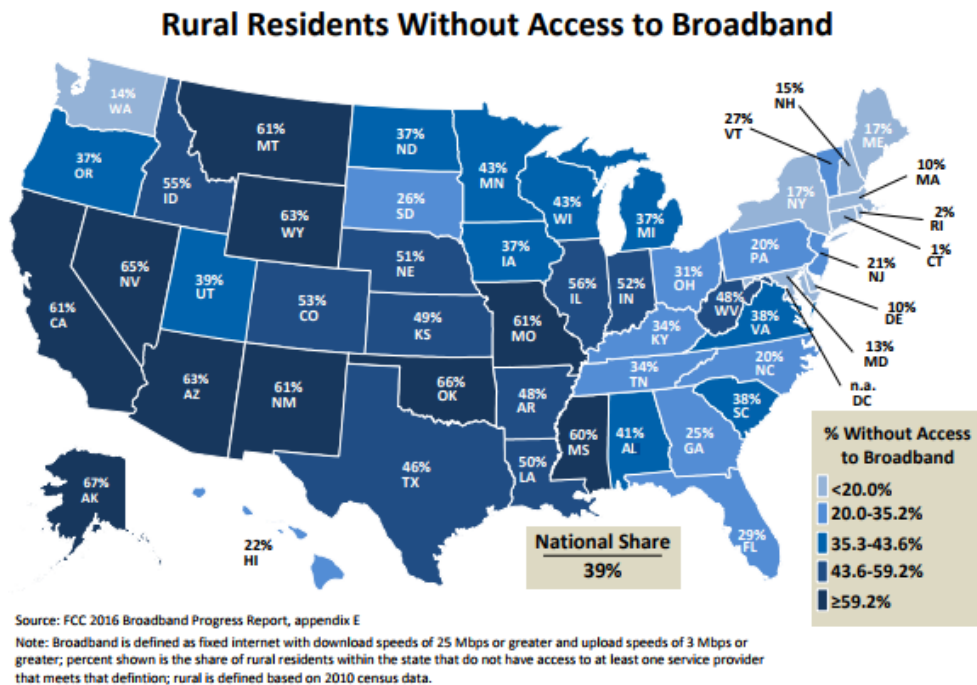 Rural Residents Without Access to Broadband
14%
WA
61%
MT
37%
ND
43%
MN
27%
VT
15%
NH
17%
ME
37%
OR
55%
ID
63%
WY
26%
SD
43%
WI
37%
MI
17%
NY
10%
MA
2%
RI
1%
CT
61%
CA
65%
NV
39%
UT
53%
CO
51%
NE
37%
IA
56%
IL
52%
IN
31%
OH
20%
PA
21%
NJ
49%
KS
61%
MO
34%
KY
48%
WV
38%
VA
10%
DE
13%
MD
n.a.
DC
63%
AZ
61%
NM
66%
OK
48%
AR
34%
TN
20%
NC
38%
SC
46%
TX
50%
LA
60%
MS
41%
AL
25%
GA
67%
AK
22%
HI
29%
FL
National Share
39%
% Without Access
to Broadband
<20.0%
20.0-35.2%
35.3-43.6%
43.6-59.2%
≥59.2%
Source: FCC 2016 Broadband Progress Report, appendix E
Note: Broadband is defined as fixed internet with download speeds of 25 Mbps or greater and upload speeds of 3 Mbps or
greater; percent shown is the share of rural residents within the state that do not have access to at least one service provider
that meets that defintion; rural is defined based on 2010 census data.